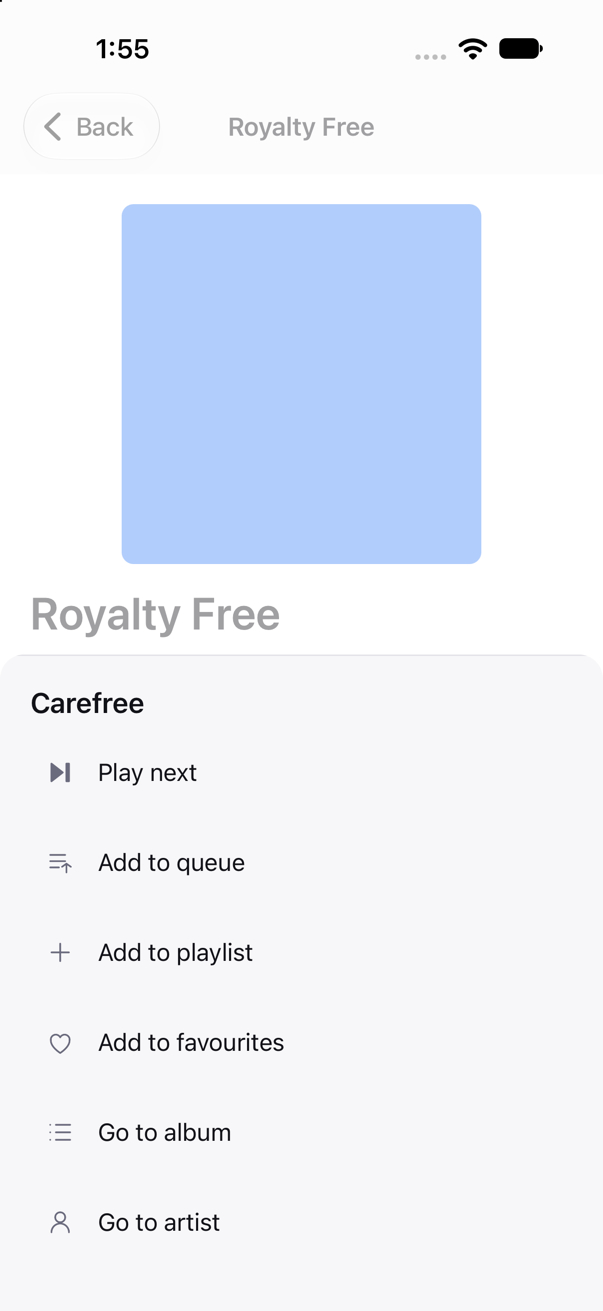 1:55
Back
Royalty Free
Royalty Free
Carefree
Play next
Add to queue
Add to playlist
Add to favourites
Go to album
Go to artist